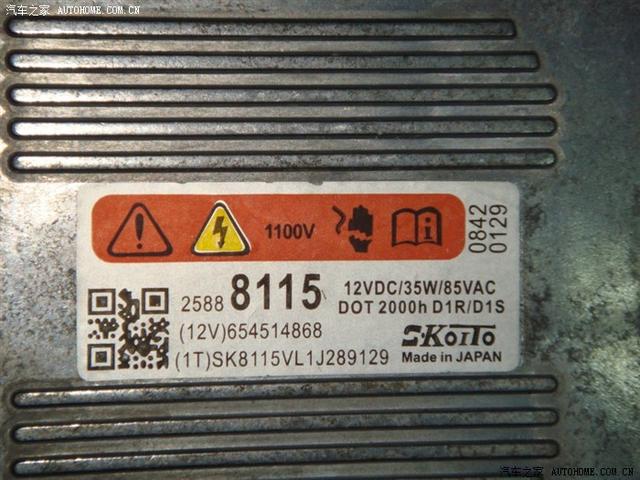 汽车之家 AUTOHOME.COM.CN
1100V
0842
0129
2588 8115
12VDC/35W/85VAC
DOT 2000h D1R/D1S
(12V)654514868
S-KOITO
(1T)SK8115VL1J289129
Made in JAPAN
汽车之家 AUTOHOME.COM.CN